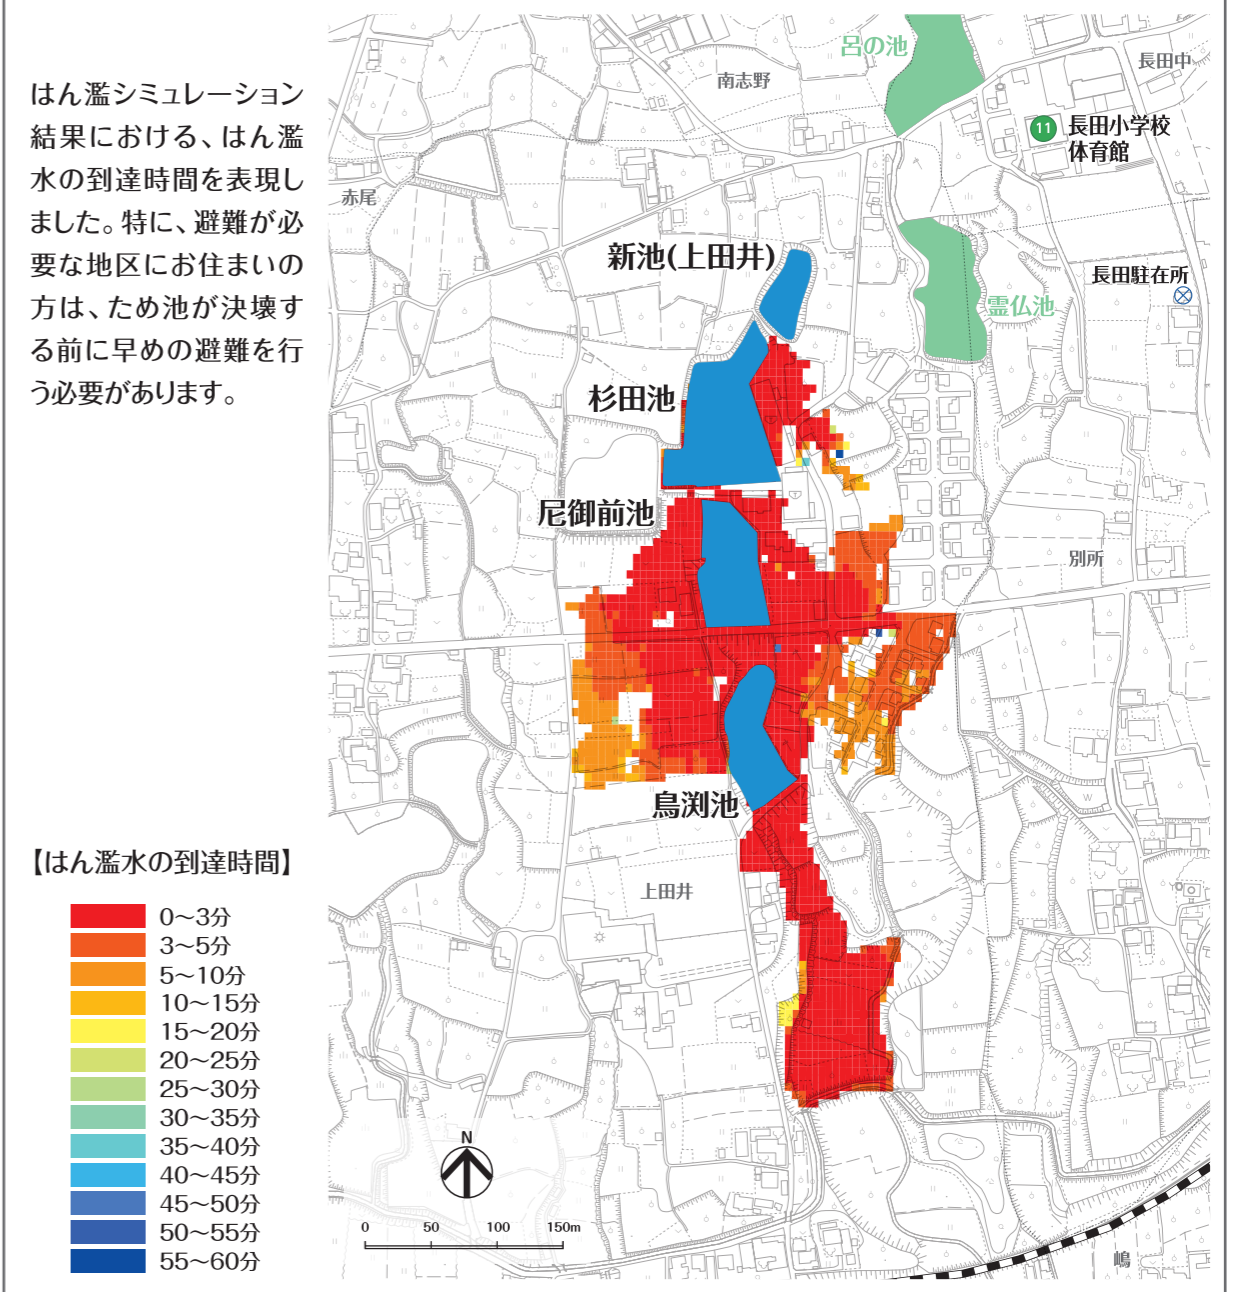 はん濫シミュレーション
結果における、はん濫
水の到達時間を表現し
ました。特に、避難が必
要な地区にお住まいの
方は、ため池が決壊す
る前に早めの避難を行
う必要があります。
呂の池
南志野
長田中
11 長田小学校
体育館
赤尾
新池(上田井)
長田駐在所
霊仏池
杉田池
尼御前池
別所
鳥渕池
上田井
【はん濫水の到達時間】
0〜3分
3〜5分
5〜10分
10〜15分
15〜20分
20〜25分
25〜30分
30〜35分
35〜40分
40〜45分
45〜50分
50〜55分
55〜60分
N
0 50 100 150m
嶋